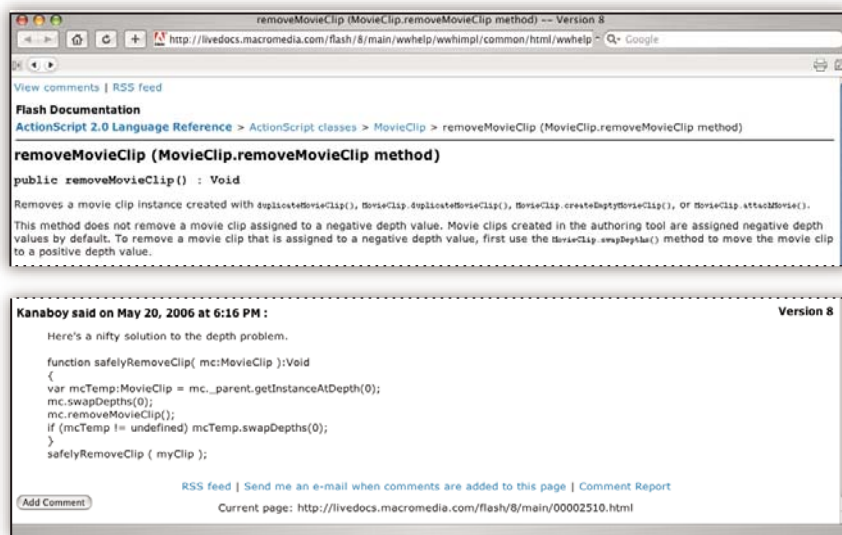 removeMovieClip (MovieClip.removeMovieClip method) -- Version 8
http://livedocs.macromedia.com/flash/8/main/wwhelp/wwhimpl/common/html/wwhelp Google
View comments | RSS feed
Flash Documentation
ActionScript 2.0 Language Reference > ActionScript classes > MovieClip > removeMovieClip (MovieClip.removeMovieClip method)
removeMovieClip (MovieClip.removeMovieClip method)
public removeMovieClip() : Void
Removes a movie clip instance created with duplicateMovieClip(), MovieClip.duplicateMovieClip(), MovieClip.createEmptyMovieClip(), or MovieClip.attachMovie().
This method does not remove a movie clip assigned to a negative depth value. Movie clips created in the authoring tool are assigned negative depth
values by default. To remove a movie clip that is assigned to a negative depth value, first use the MovieClip.swapDepths() method to move the movie clip
to a positive depth value.
Kanaboy said on May 20, 2006 at 6:16 PM : Version 8
Here's a nifty solution to the depth problem.
function safelyRemoveClip( mc:MovieClip ):Void
{
var mcTemp:MovieClip = mc._parent.getInstanceAtDepth(0);
mc.swapDepths(0);
mc.removeMovieClip();
if (mcTemp != undefined) mcTemp.swapDepths(0);
}
safelyRemoveClip ( myClip );
RSS feed | Send me an e-mail when comments are added to this page | Comment Report
Add Comment
Current page: http://livedocs.macromedia.com/flash/8/main/00002510.html